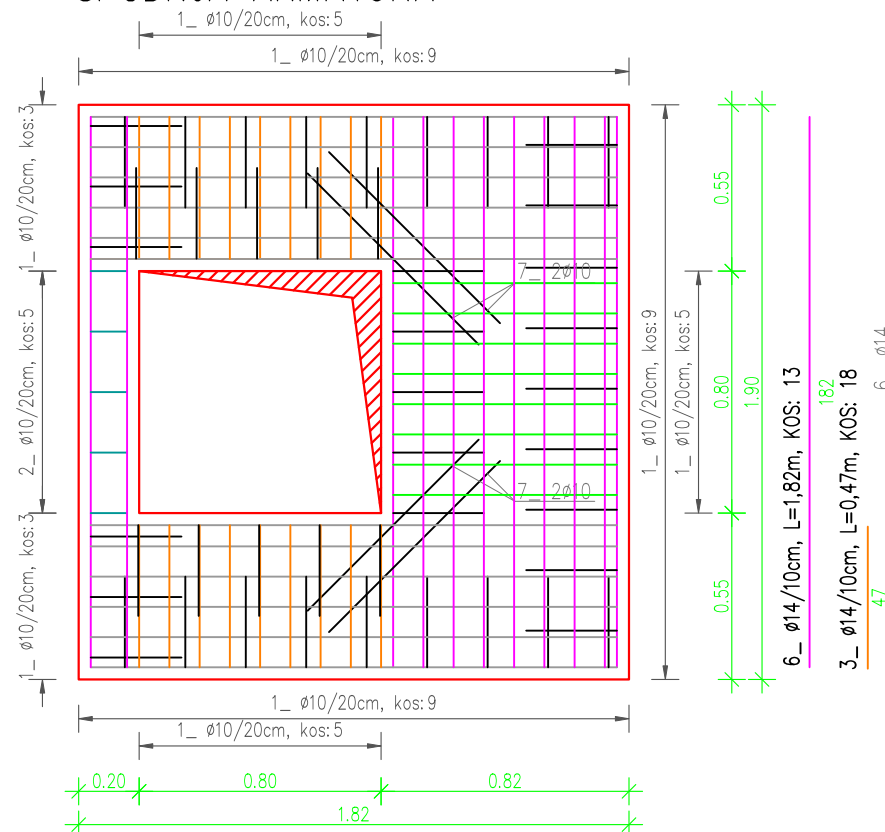 1_ ø10/20cm, kos:5
1_ ø10/20cm, kos:9
1_ ø10/20cm, kos:3
2_ ø10/20cm, kos:5
1_ ø10/20cm, kos:3
7_ 2ø10
7_ 2ø10
1_ ø10/20cm, kos:9
1_ ø10/20cm, kos:5
0.55
0.80
0.55
1.90
6_ ø14/10cm, L=1,82m, KOS: 13
182
3_ ø14/10cm, L=0,47m, KOS: 18
47
6_ ø14
1_ ø10/20cm, kos:9
1_ ø10/20cm, kos:5
0.20
0.80
0.82
1.82